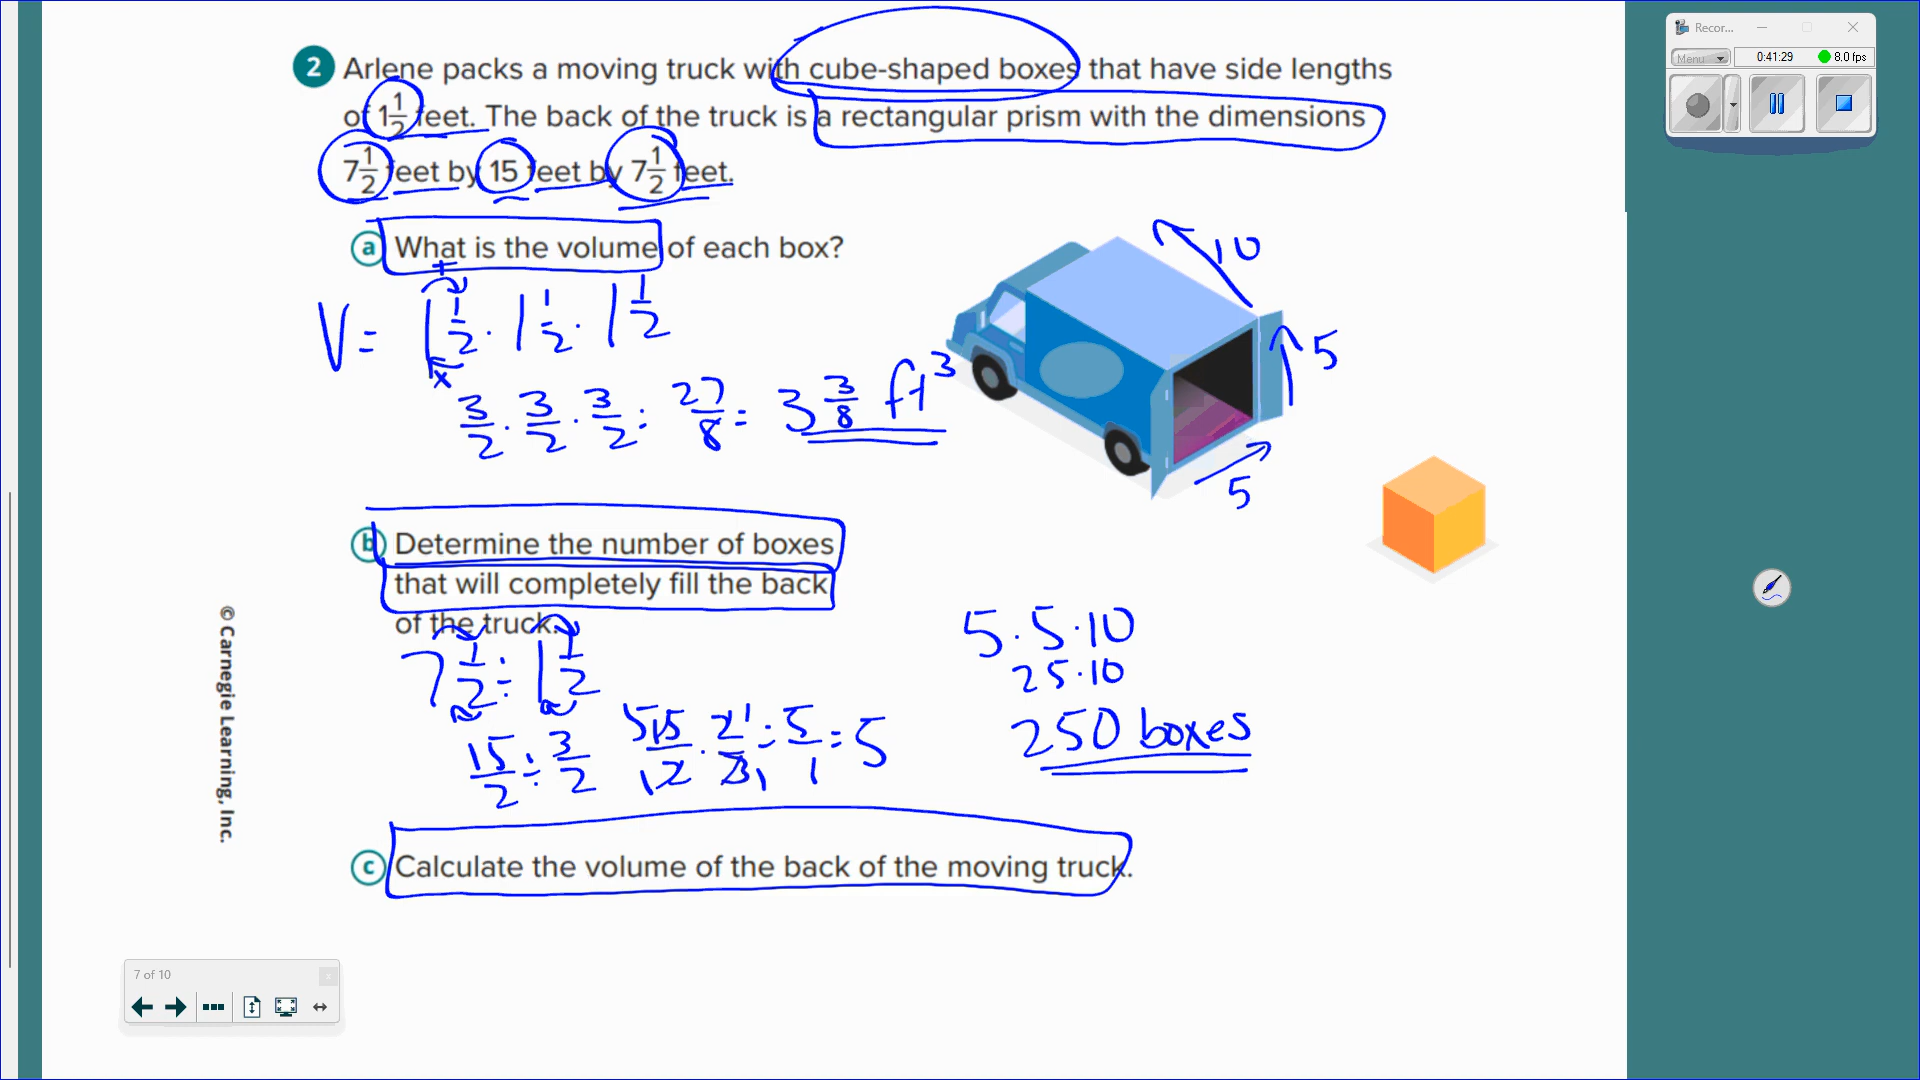 2 Arlene packs a moving truck with cube-shaped boxes that have side lengths
of 1 1/2 feet. The back of the truck is a rectangular prism with the dimensions
7 1/2 feet by 15 feet by 7 1/2 feet.
a What is the volume of each box?
V = 1 1/2 · 1 1/2 · 1 1/2
+
x
3/2 · 3/2 · 3/2 = 27/8 = 3 3/8 ft³
10
5
5
b Determine the number of boxes
that will completely fill the back
of the truck.
7 1/2 ÷ 1 1/2
15/2 ÷ 3/2
5 15/1 2 · 2 1/3 1 = 5/1 = 5
5 · 5 · 10
25 · 10
250 boxes
c Calculate the volume of the back of the moving truck.
© Carnegie Learning, Inc.
7 of 10
Recor...
Menu
0:41:29
8.0 fps